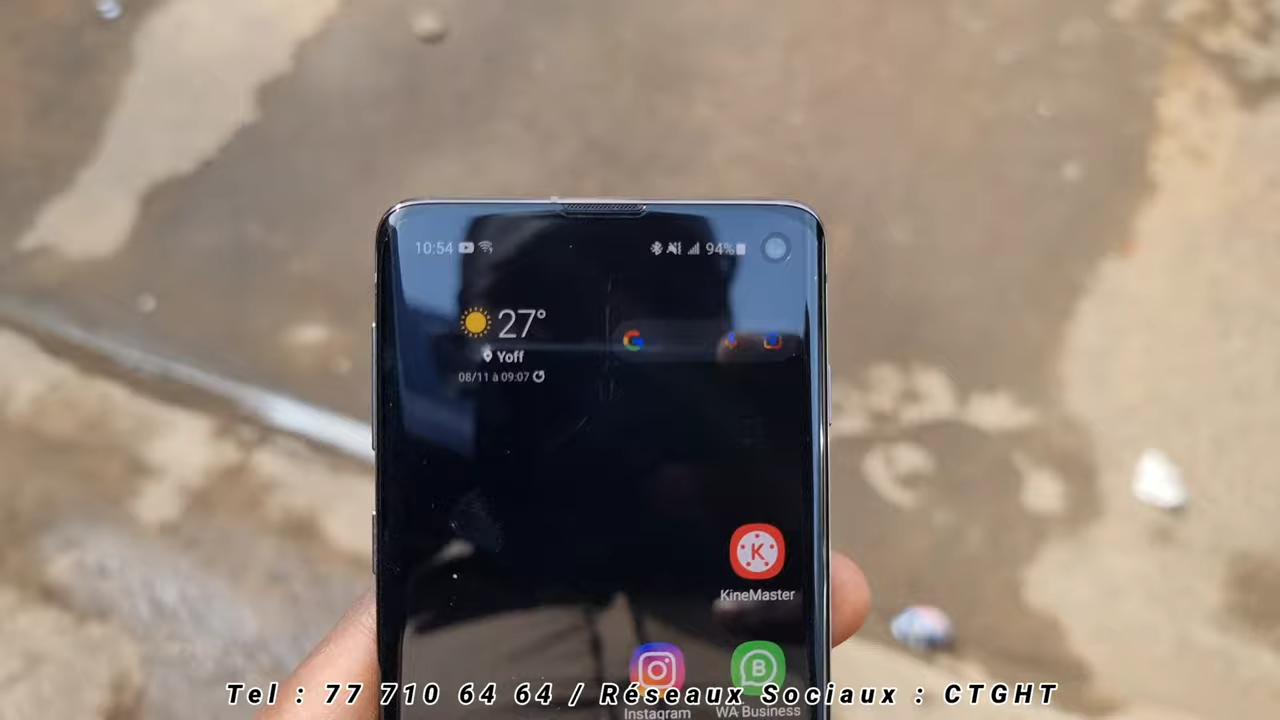 10:54 94%
27°
Yoff
08/11 à 09:07
KineMaster
Instagram
WA Business
Tel : 77 710 64 64 / Réseaux Sociaux : CTGHT